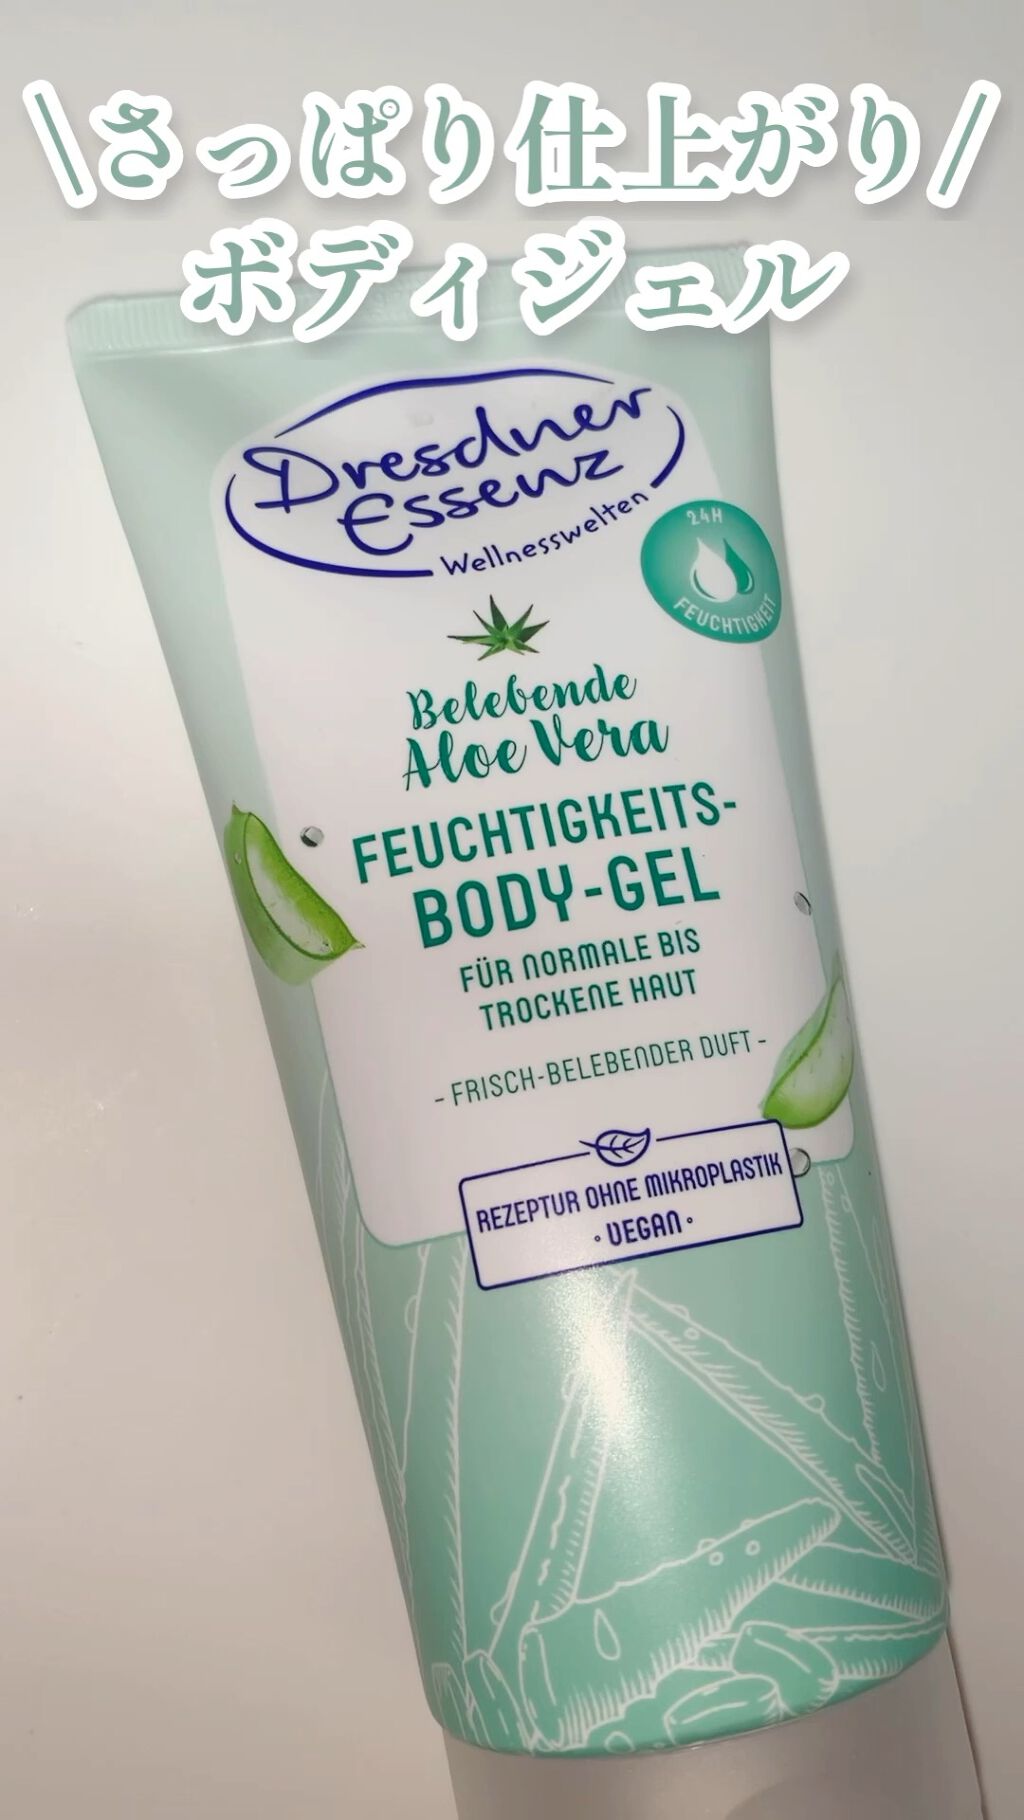 \さっぱり仕上がり/
ボディジェル
Dresdner
Essenz
Wellnesswelten
24H
FEUCHTIGKEIT
Belebende
Aloe Vera
FEUCHTIGKEITS-
BODY-GEL
FÜR NORMALE BIS
TROCKENE HAUT
- FRISCH-BELEBENDER DUFT -
REZEPTUR OHNE MIKROPLASTIK
• VEGAN •